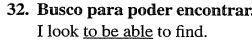 32. Busco para poder encontrar.
I look to be able to find.